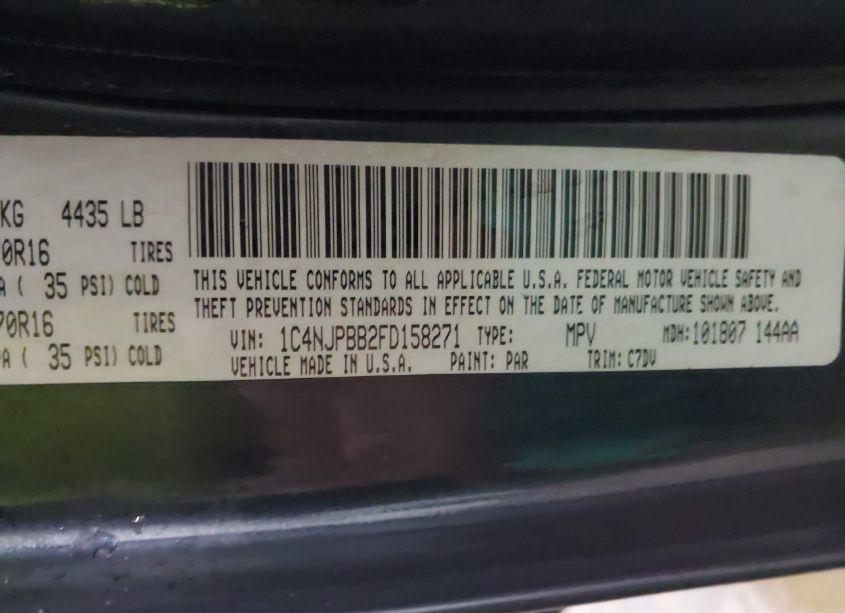 KG 4435 LB
0R16 TIRES
A ( 35 PSI) COLD
70R16 TIRES
PA ( 35 PSI) COLD
THIS VEHICLE CONFORMS TO ALL APPLICABLE U.S.A. FEDERAL MOTOR VEHICLE SAFETY AND
THEFT PREVENTION STANDARDS IN EFFECT ON THE DATE OF MANUFACTURE SHOWN ABOVE.
VIN: 1C4NJPBB2FD158271 TYPE: MPV MDH:101807 144AA
VEHICLE MADE IN U.S.A. PAINT: PAR TRIM: C7DV